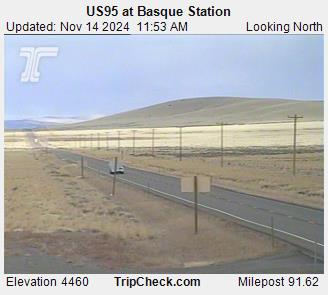 US95 at Basque Station
Updated: Nov 14 2024 11:53 AM Looking North
Elevation 4460 TripCheck.com Milepost 91.62